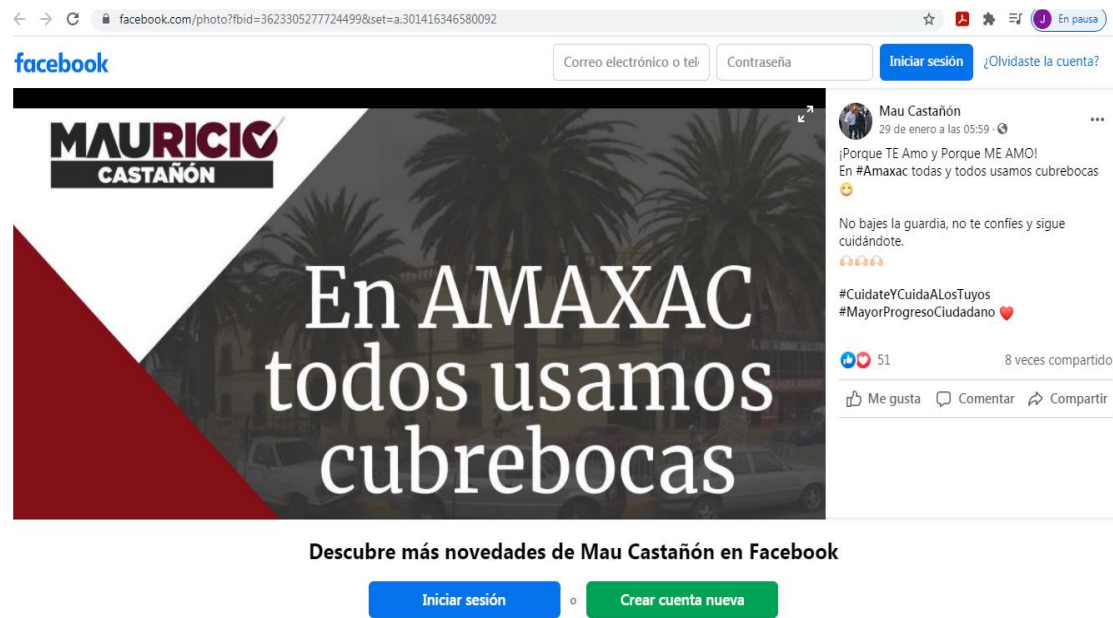 facebook.com/photo?fbid=3623305277724499&set=a.301416346580092
J En pausa
facebook
Correo electrónico o tel
Contraseña
Iniciar sesión
¿Olvidaste la cuenta?
MAURICIO
CASTAÑÓN
En AMAXAC
todos usamos
cubrebocas
Mau Castañón
29 de enero a las 05:59 ·
¡Porque TE Amo y Porque ME AMO!
En #Amaxac todas y todos usamos cubrebocas
😷
No bajes la guardia, no te confíes y sigue
cuidándote.
🙌🏻🙌🏻🙌🏻
#CuidateYCuidaALosTuyos
#MayorProgresoCiudadano ❤️
51
8 veces compartido
Me gusta Comentar Compartir
Descubre más novedades de Mau Castañón en Facebook
Iniciar sesión o Crear cuenta nueva